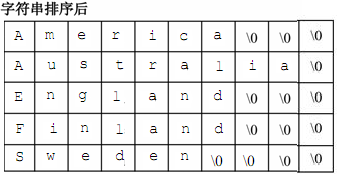 字符串排序后
A m e r i c a \0 \0 \0
A u s t r a l i a \0
E n g l a n d \0 \0 \0
F i n l a n d \0 \0 \0
S w e d e n \0 \0 \0 \0